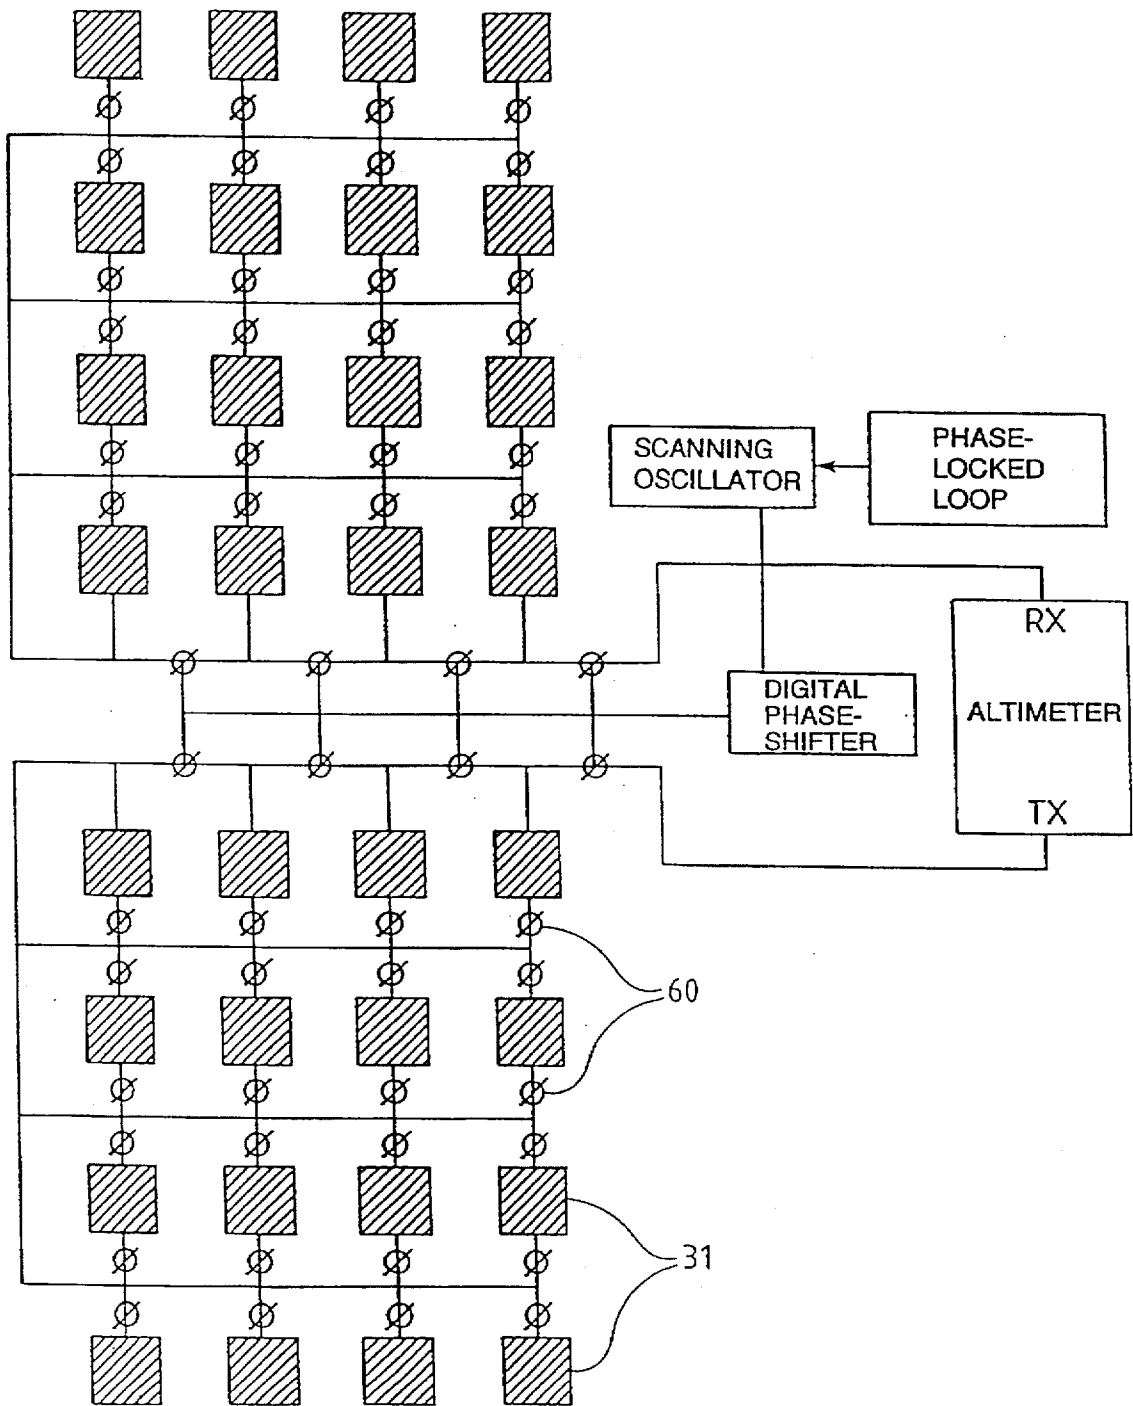 SCANNING
OSCILLATOR
PHASE-
LOCKED
LOOP
RX
ALTIMETER
TX
DIGITAL
PHASE-
SHIFTER
60
31